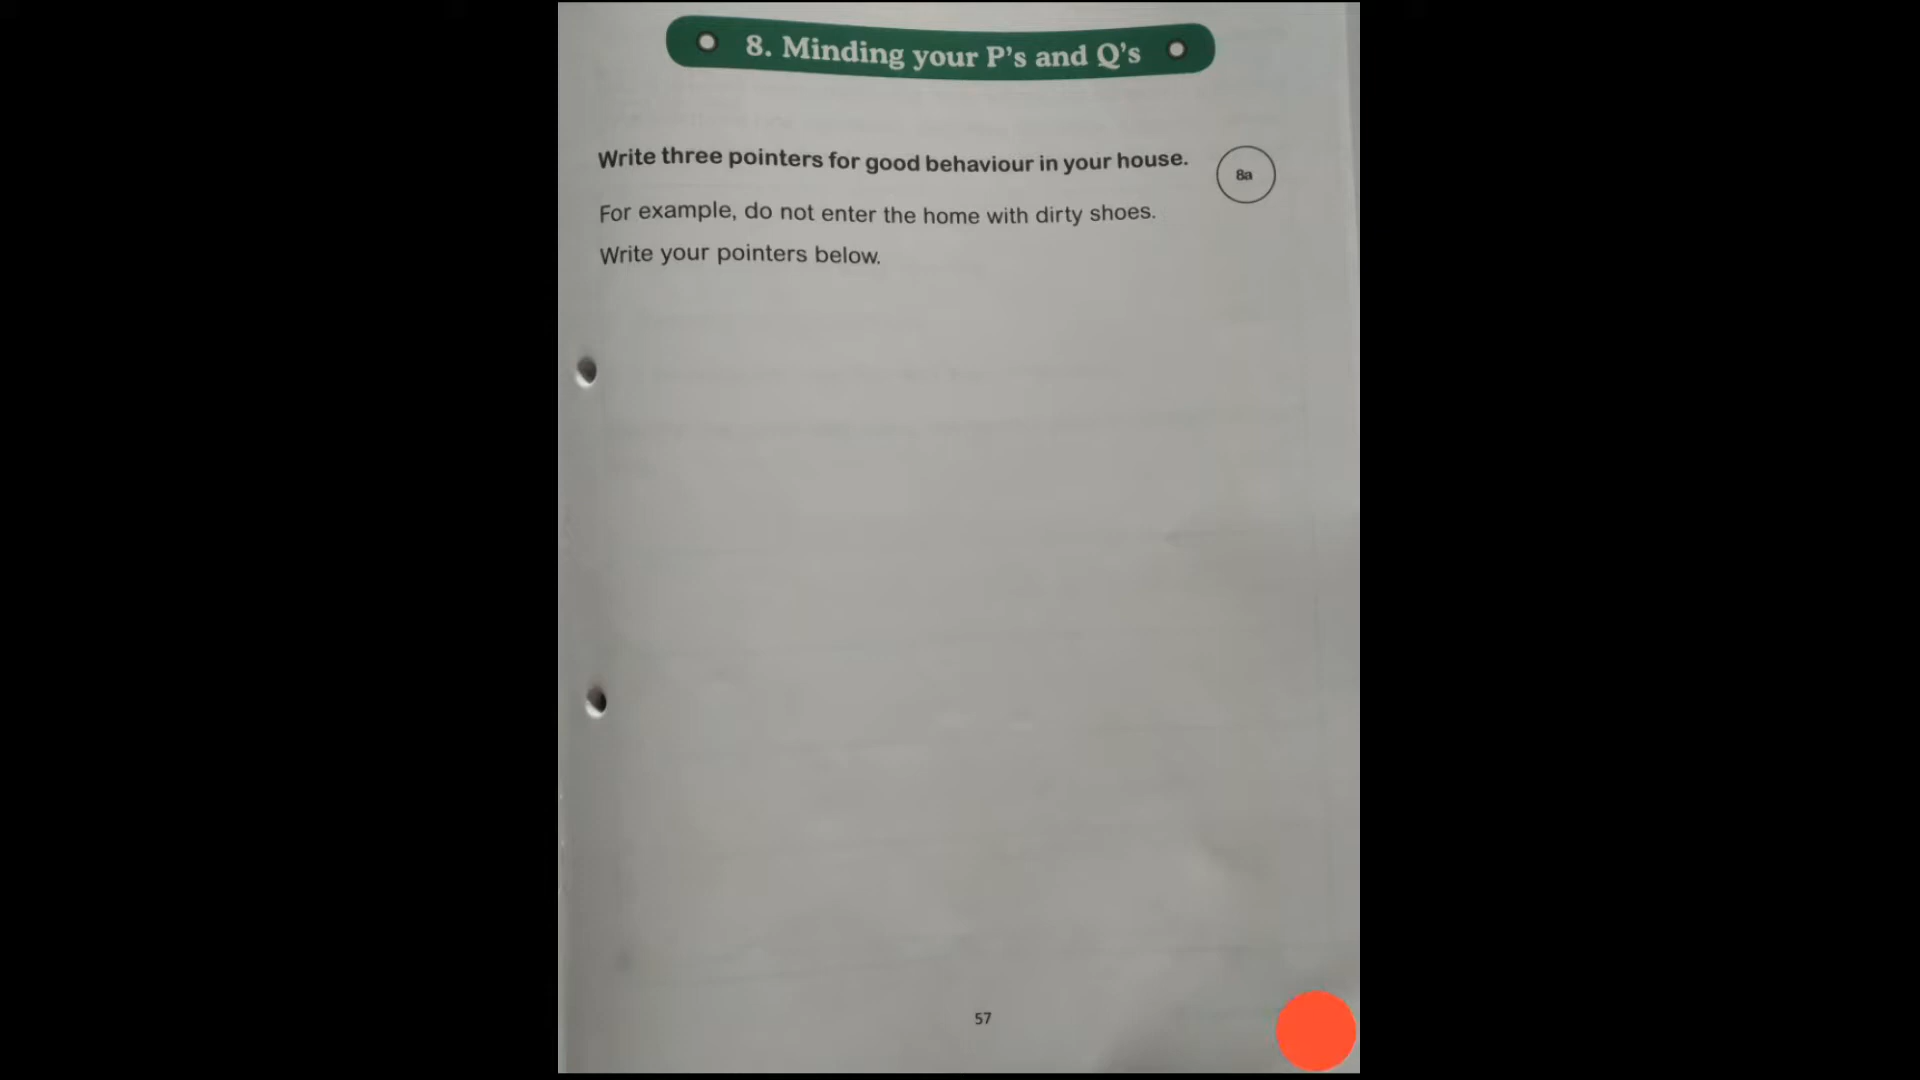 8. Minding your P's and Q's
Write three pointers for good behaviour in your house.
8a
For example, do not enter the home with dirty shoes.
Write your pointers below.
57